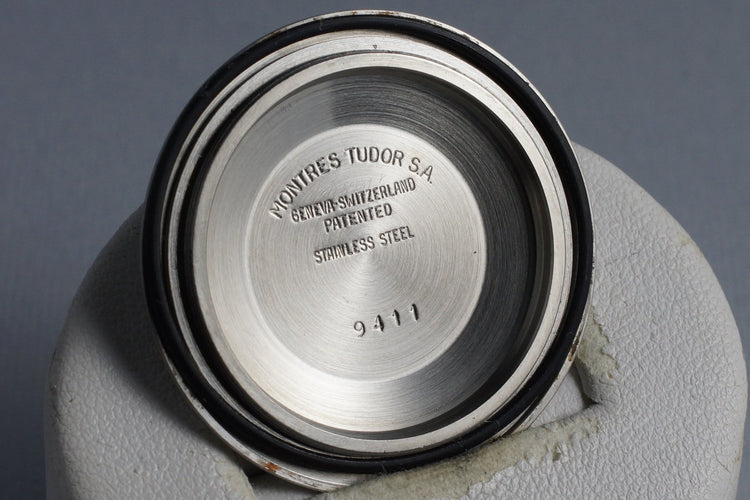 MONTRES TUDOR S.A.
GENEVA-SWITZERLAND
PATENTED
STAINLESS STEEL
9411